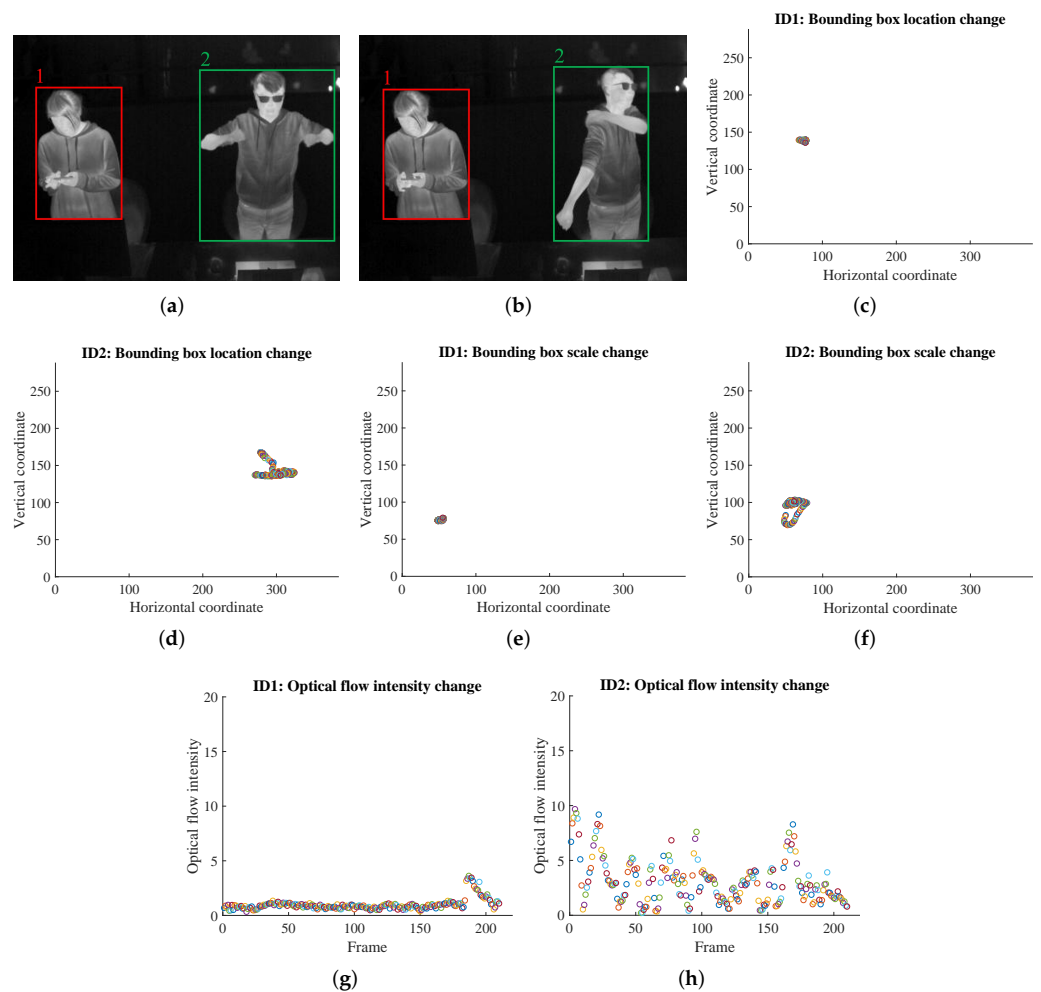 1
2
(a)
1
2
(b)
ID1: Bounding box location change
Vertical coordinate
250
200
150
100
50
0
0 100 200 300
Horizontal coordinate
(c)
ID2: Bounding box location change
Vertical coordinate
250
200
150
100
50
0
0 100 200 300
Horizontal coordinate
(d)
ID1: Bounding box scale change
Vertical coordinate
250
200
150
100
50
0
0 100 200 300
Horizontal coordinate
(e)
ID2: Bounding box scale change
Vertical coordinate
250
200
150
100
50
0
0 100 200 300
Horizontal coordinate
(f)
ID1: Optical flow intensity change
Optical flow intensity
20
15
10
5
0
0 50 100 150 200
Frame
(g)
ID2: Optical flow intensity change
Optical flow intensity
20
15
10
5
0
0 50 100 150 200
Frame
(h)